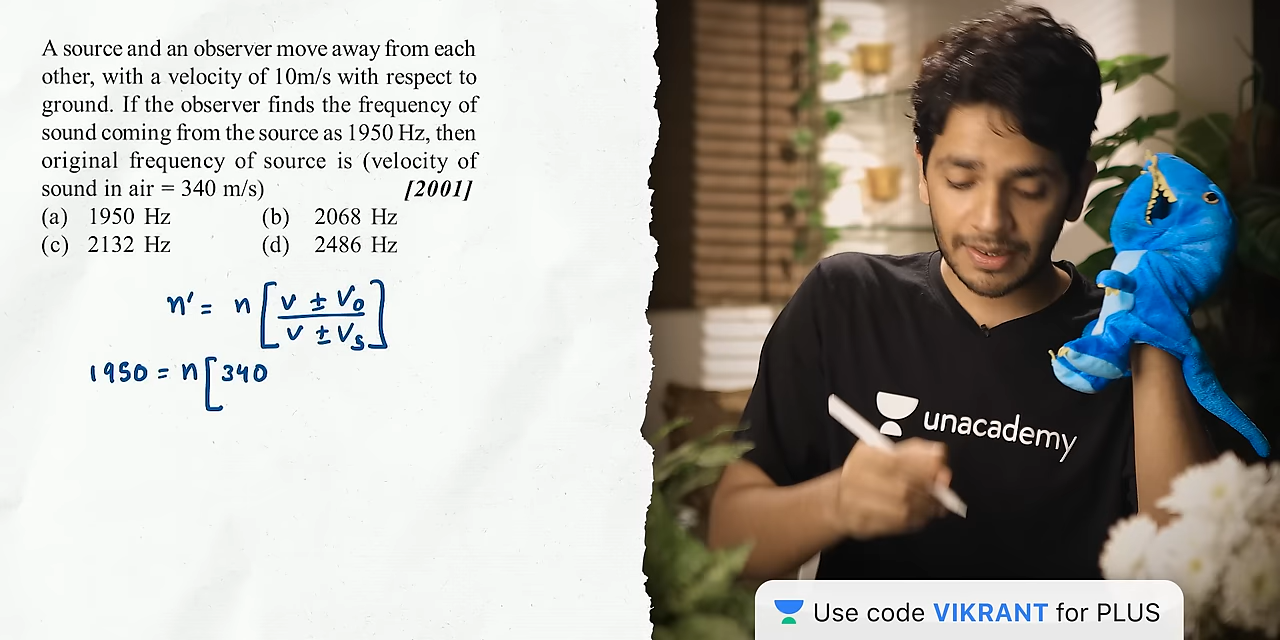 A source and an observer move away from each
other, with a velocity of 10m/s with respect to
ground. If the observer finds the frequency of
sound coming from the source as 1950 Hz, then
original frequency of source is (velocity of
sound in air = 340 m/s) [2001]
(a) 1950 Hz (b) 2068 Hz
(c) 2132 Hz (d) 2486 Hz
n' = n [ v ± Vo
v ± Vs ]
1950 = n [ 340
unacademy
Use code VIKRANT for PLUS